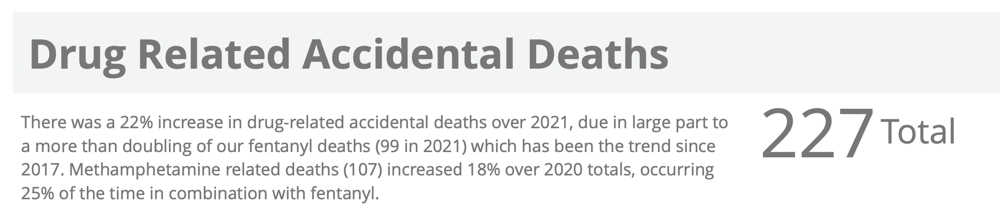 Drug Related Accidental Deaths
There was a 22% increase in drug-related accidental deaths over 2021, due in large part to
a more than doubling of our fentanyl deaths (99 in 2021) which has been the trend since
2017. Methamphetamine related deaths (107) increased 18% over 2020 totals, occurring
25% of the time in combination with fentanyl.
227 Total